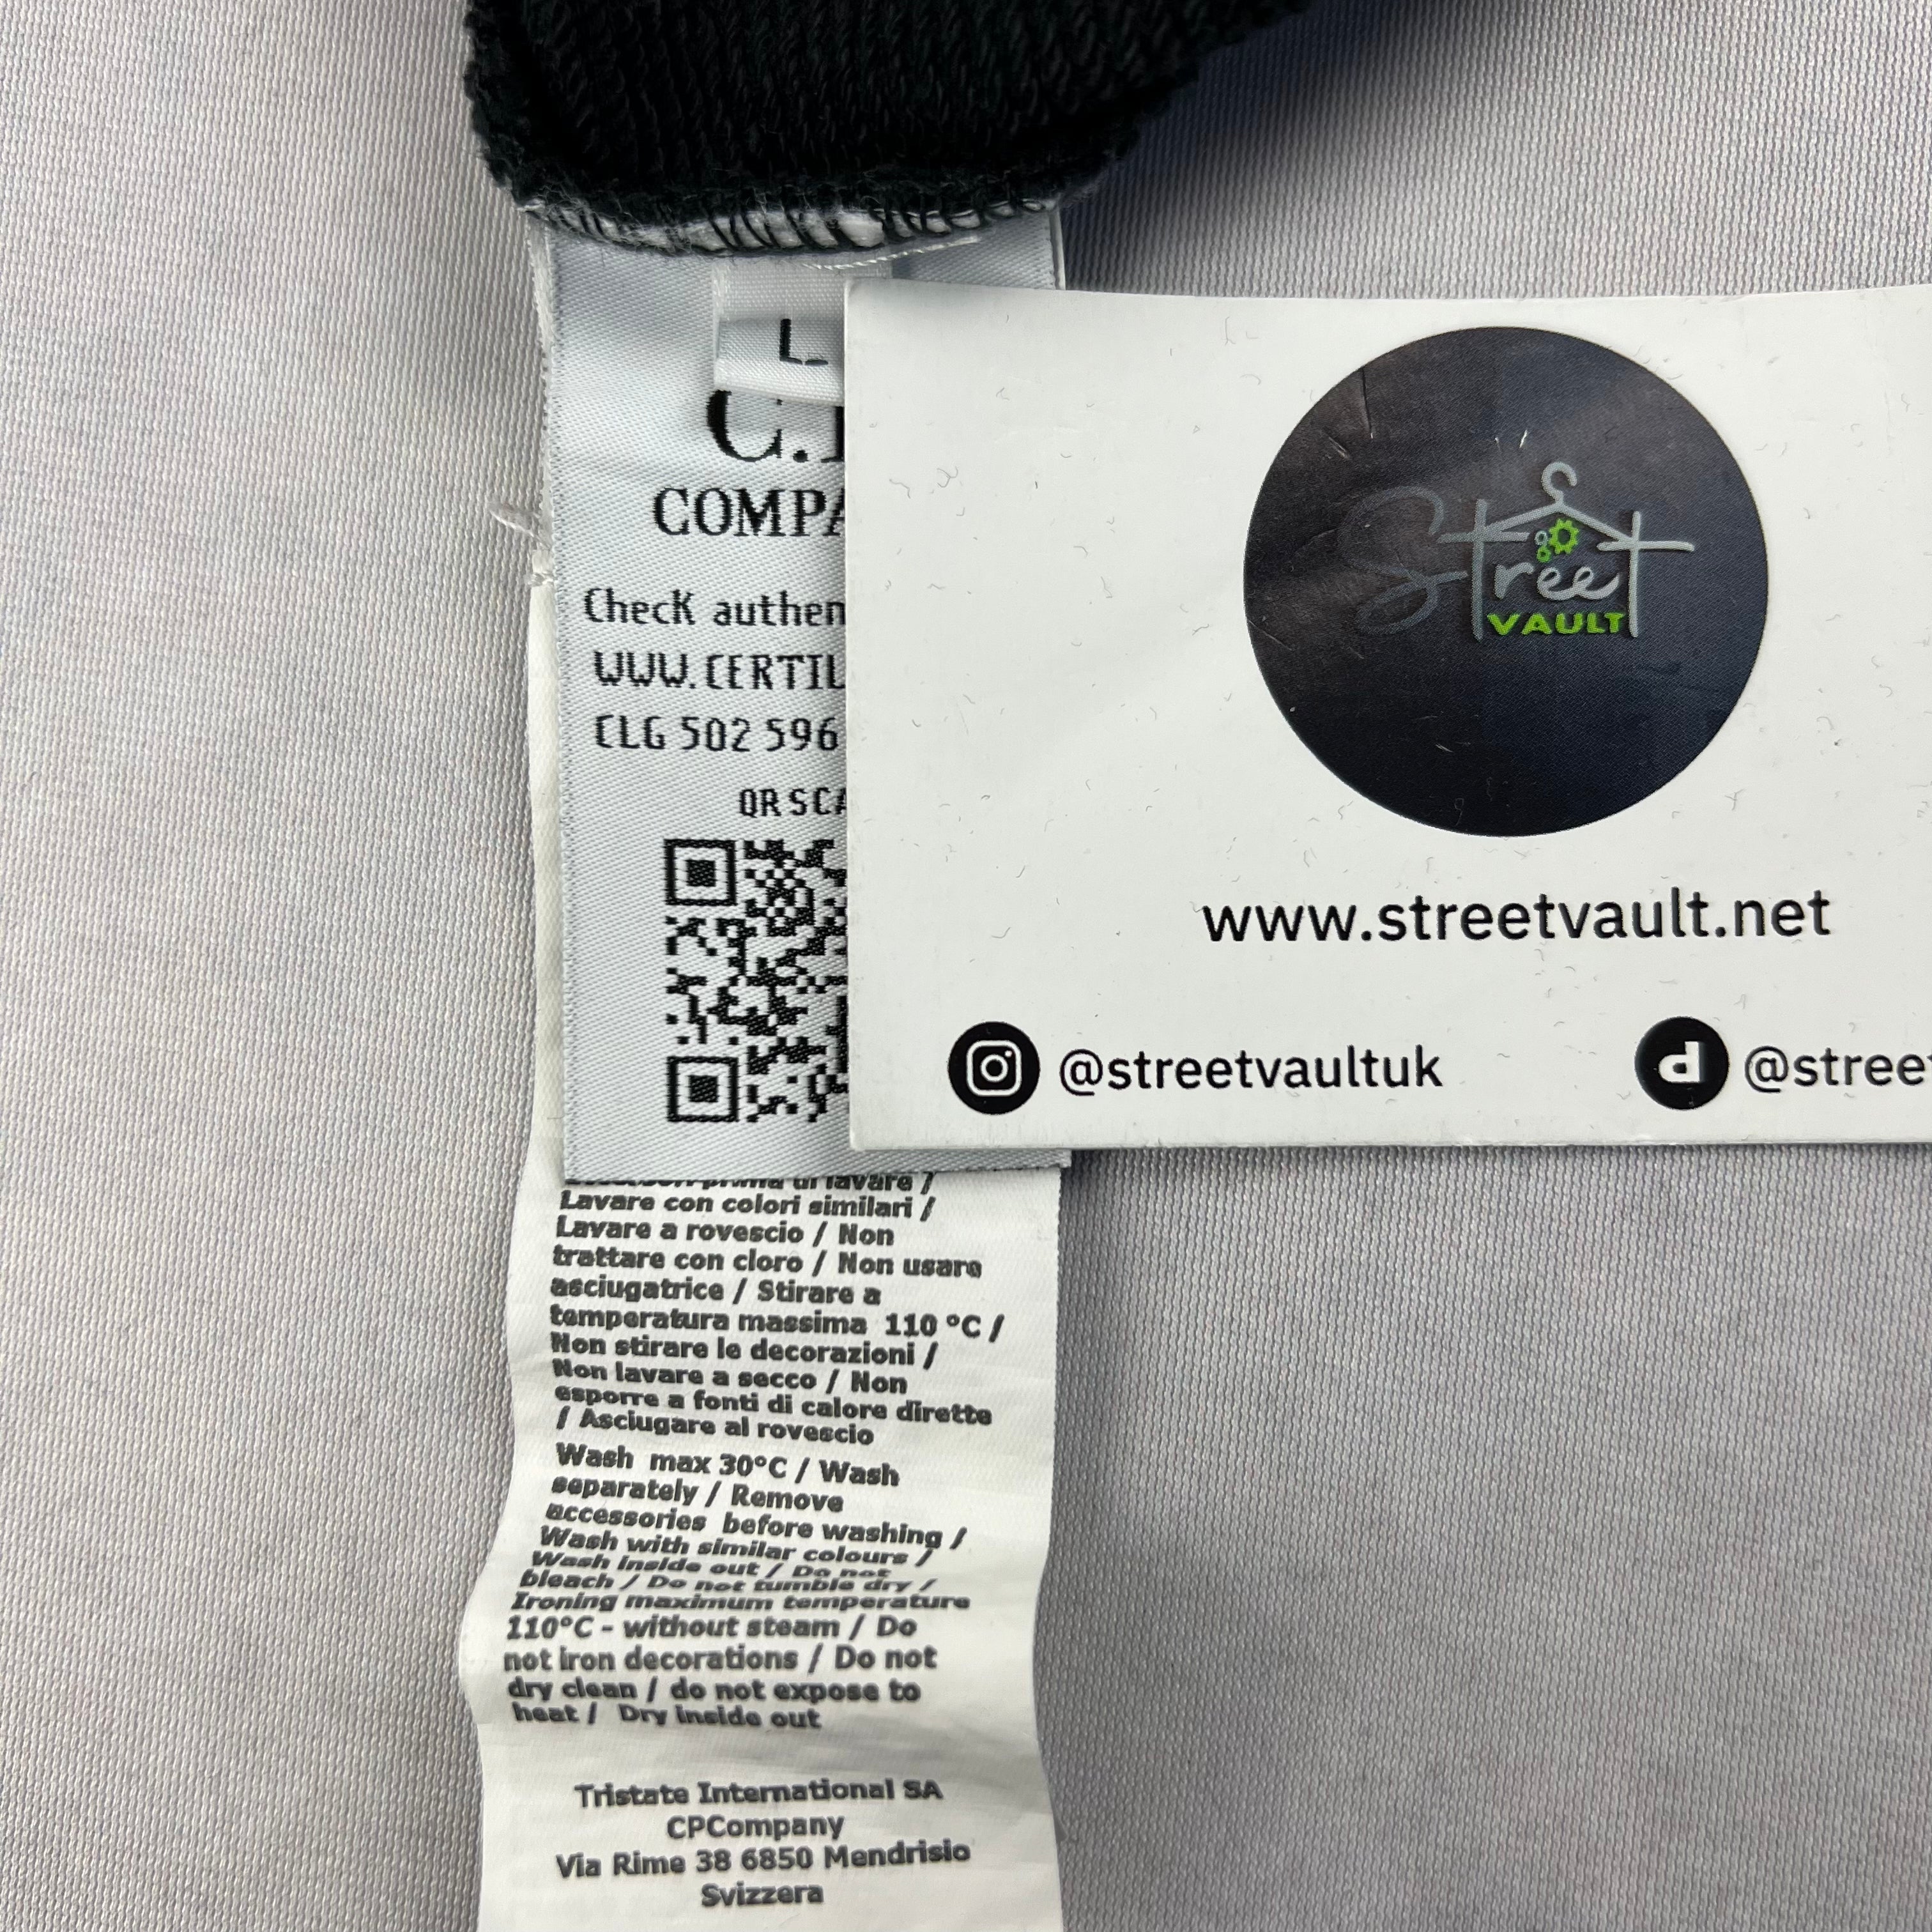 L
C.
COMPA
Check authen
WWW.CERTIL
CLG 502 596
QR SCA
Street
VAULT
www.streetvault.net
@streetvaultuk
@stree
prima di lavare /
Lavare con colori similari /
Lavare a rovescio / Non
trattare con cloro / Non usare
asciugatrice / Stirare a
temperatura massima 110 °C /
Non stirare le decorazioni /
Non lavare a secco / Non
esporre a fonti di calore dirette
/ Asciugare al rovescio
Wash max 30°C / Wash
separately / Remove
accessories before washing /
Wash with similar colours /
Wash inside out / Do not
bleach / Do not tumble dry /
Ironing maximum temperature
110°C - without steam / Do
not iron decorations / Do not
dry clean / do not expose to
heat / Dry inside out
Tristate International SA
CPCompany
Via Rime 38 6850 Mendrisio
Svizzera